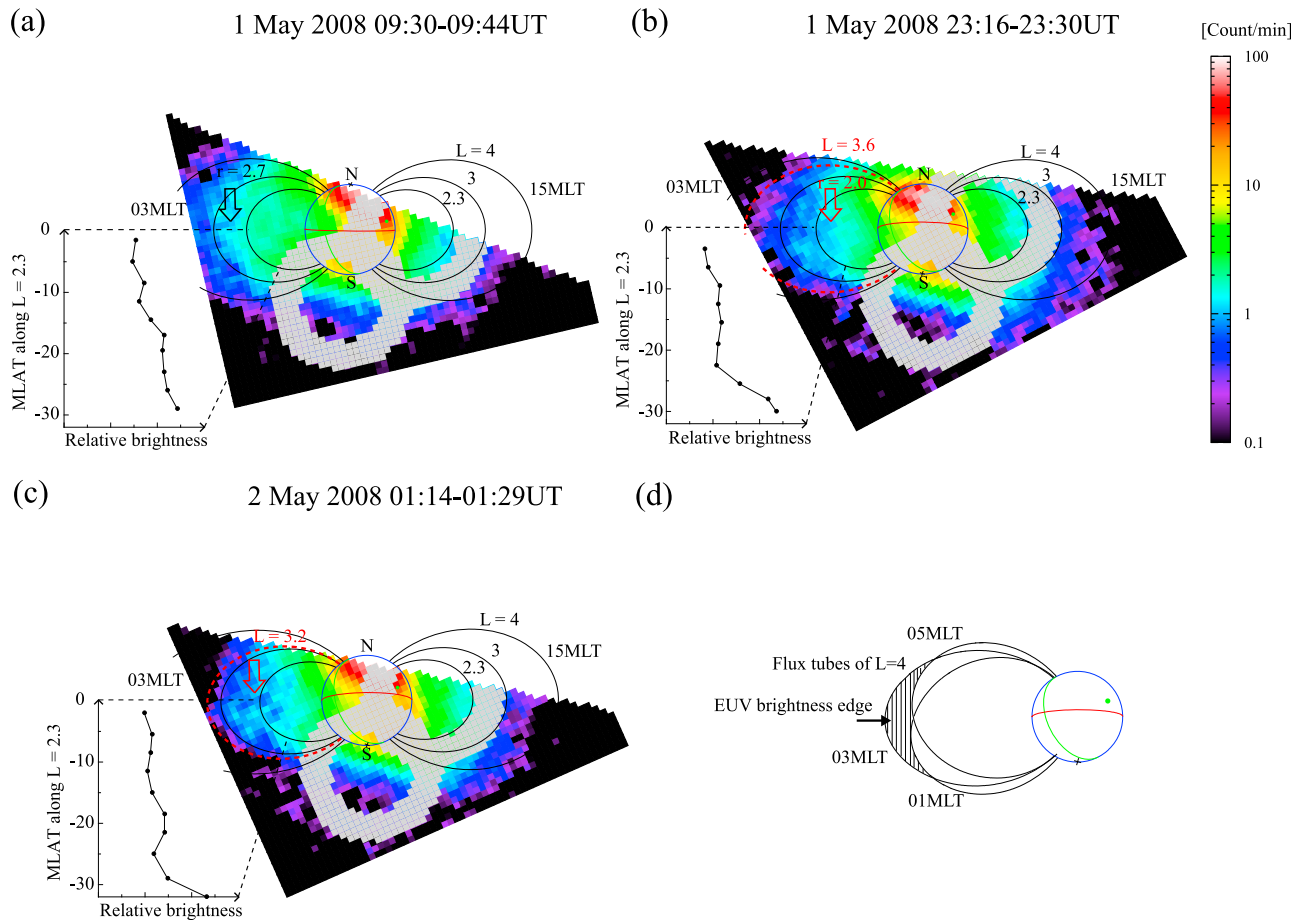 (a)
1 May 2008 09:30-09:44UT
L = 4
r = 2.7
N
3
03MLT
15MLT
2.3
S
0
-10
-20
-30
MLAT along L = 2.3
Relative brightness
(b)
1 May 2008 23:16-23:30UT
L = 3.6
L = 4
N
r = 2.0
3
03MLT
15MLT
2.3
S
0
-10
-20
-30
MLAT along L = 2.3
Relative brightness
[Count/min]
100
10
1
0.1
(c)
2 May 2008 01:14-01:29UT
L = 4
N
L = 3.2
3
03MLT
15MLT
2.3
S
0
-10
-20
-30
MLAT along L = 2.3
Relative brightness
(d)
05MLT
Flux tubes of L=4
EUV brightness edge
03MLT
01MLT